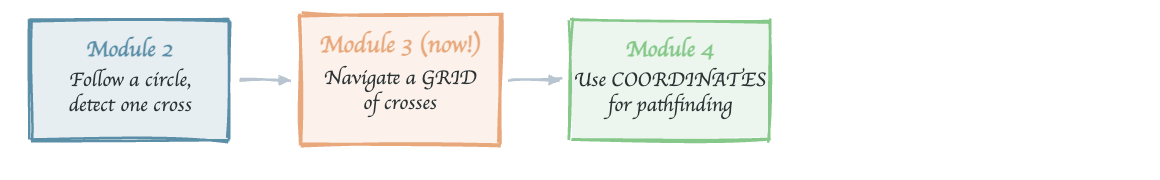 Module 2
Follow a circle,
detect one cross
Module 3 (now!)
Navigate a GRID
of crosses
Module 4
Use COORDINATES
for pathfinding